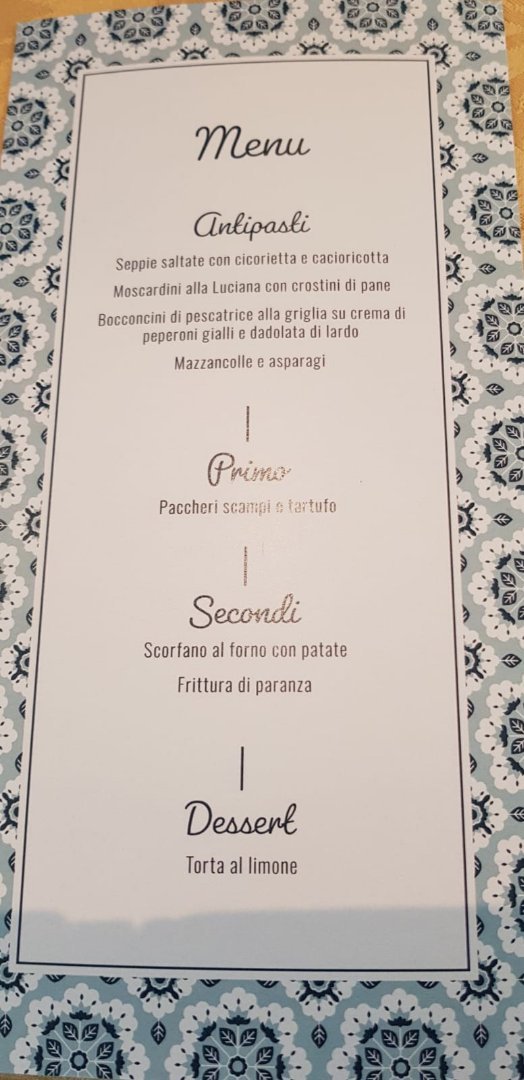 Menu
Antipasti
Seppie saltate con cicorietta e cacioricotta
Moscardini alla Luciana con crostini di pane
Bocconcini di pescatrice alla griglia su crema di
peperoni gialli e dadolata di lardo
Mazzancolle e asparagi
Primo
Paccheri scampi e tartufo
Secondi
Scorfano al forno con patate
Frittura di paranza
Dessert
Torta al limone